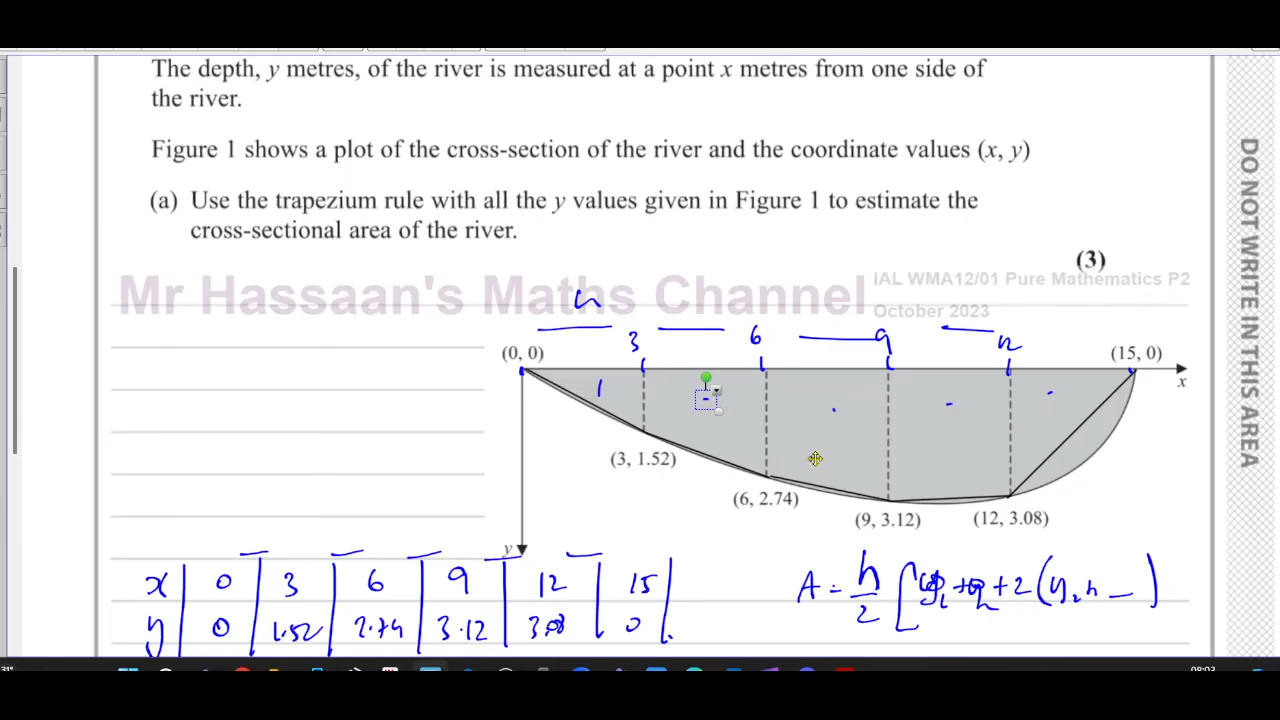 The depth, y metres, of the river is measured at a point x metres from one side of
the river.
Figure 1 shows a plot of the cross-section of the river and the coordinate values (x, y)
(a) Use the trapezium rule with all the y values given in Figure 1 to estimate the
cross-sectional area of the river.
(3)
Mr Hassaan's Maths Channel
IAL WMA12/01 Pure Mathematics P2
October 2023
h
3 6 9 12
(0, 0)
(15, 0)
x
1
(3, 1.52)
(6, 2.74)
(9, 3.12)
(12, 3.08)
y
x 0 3 6 9 12 15
y 0 1.52 2.74 3.12 3.08 0
A = h/2
+ 2 (
DO NOT WRITE IN THIS AREA
31°
08:03